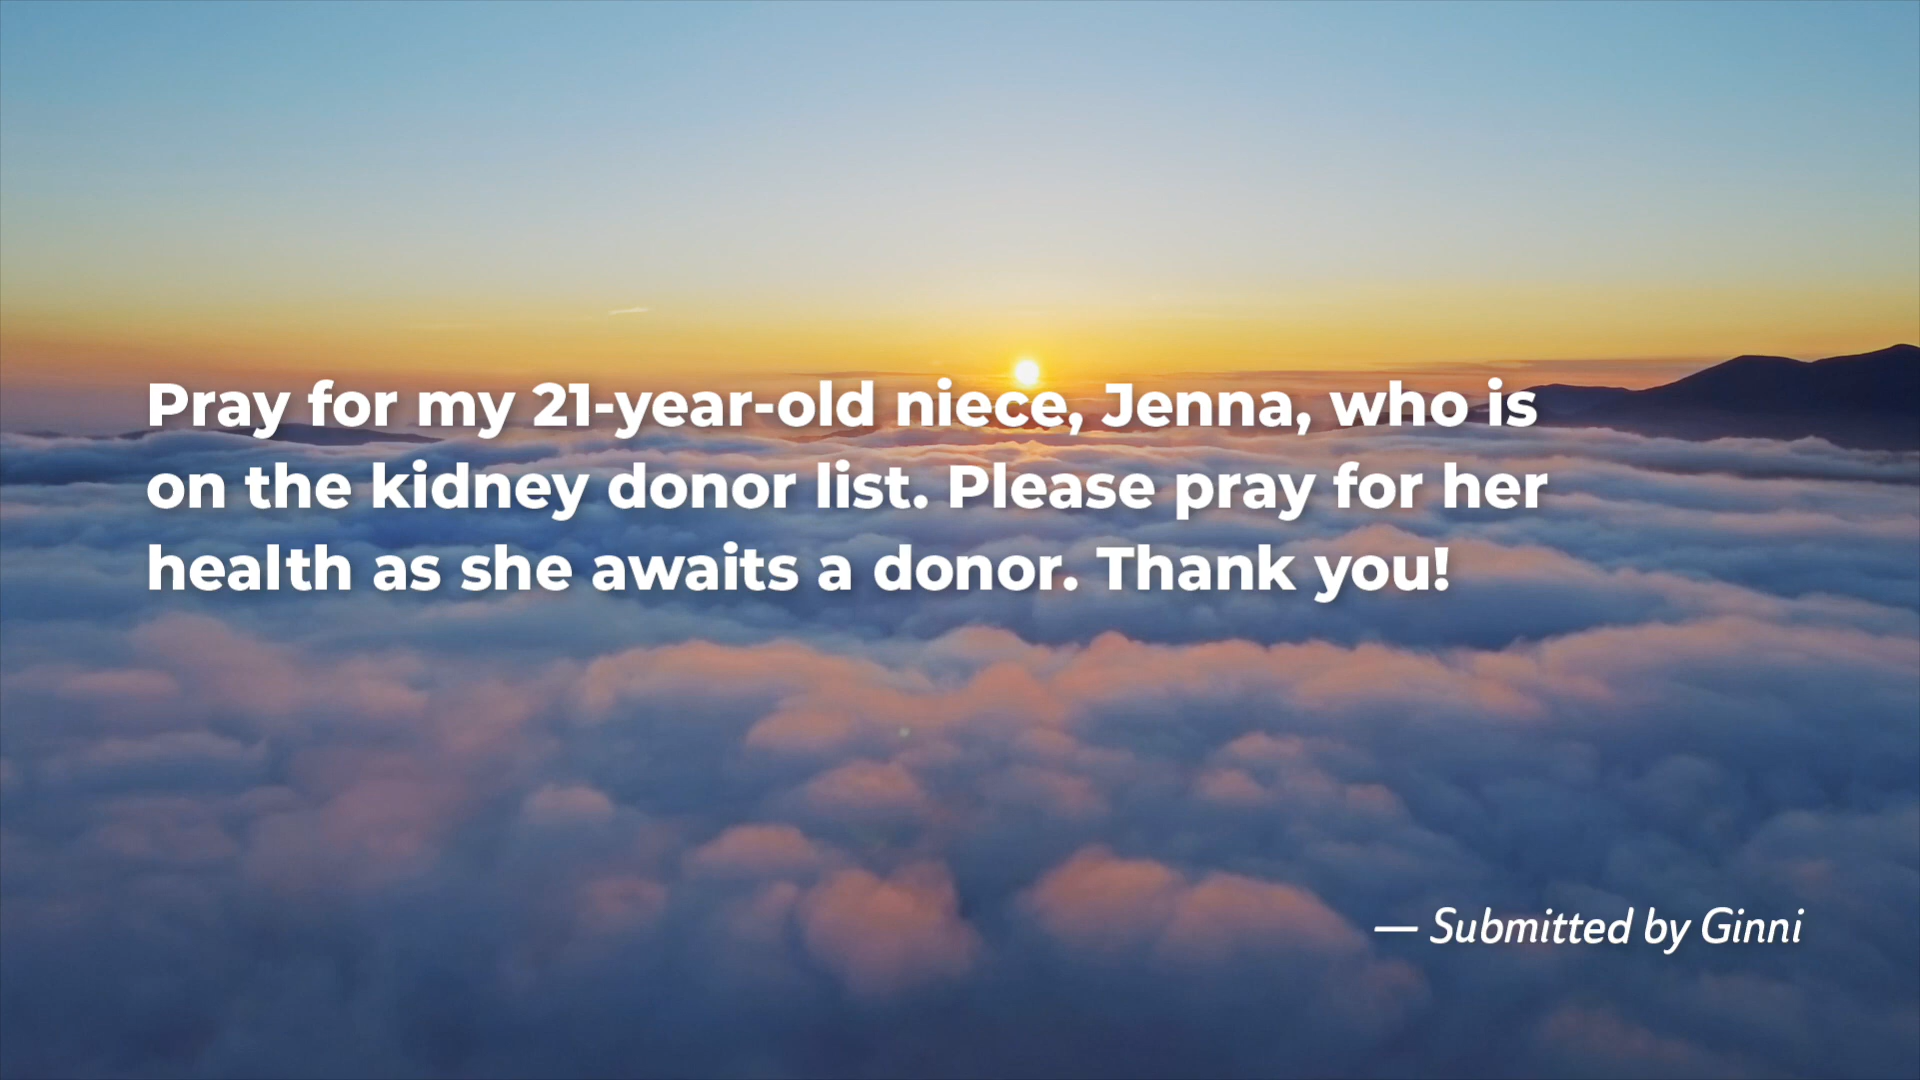 Pray for my 21-year-old niece, Jenna, who is
on the kidney donor list. Please pray for her
health as she awaits a donor. Thank you!
— Submitted by Ginni